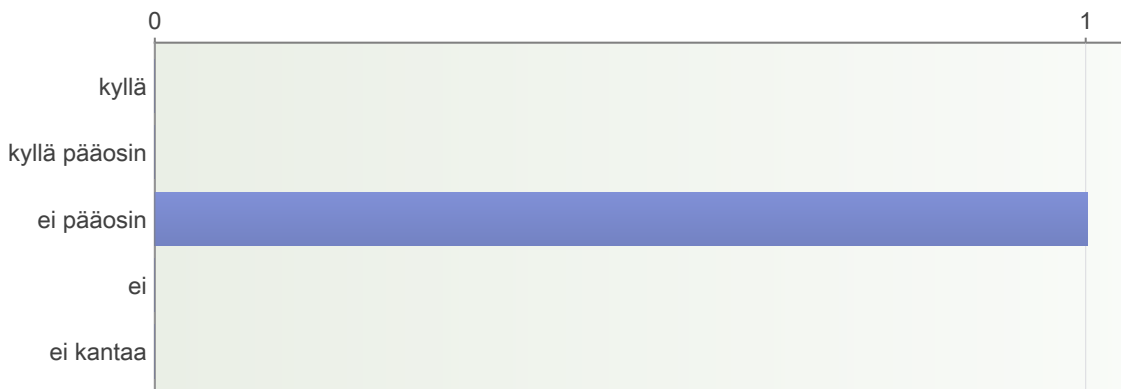 0 1
kyllä
kyllä pääosin
ei pääosin
ei
ei kantaa